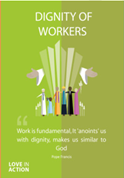 DIGNITY OF
WORKERS
“
Work is fundamental, It 'anoints' us
with dignity, makes us similar to
God
Pope Francis
LOVE IN
ACTION